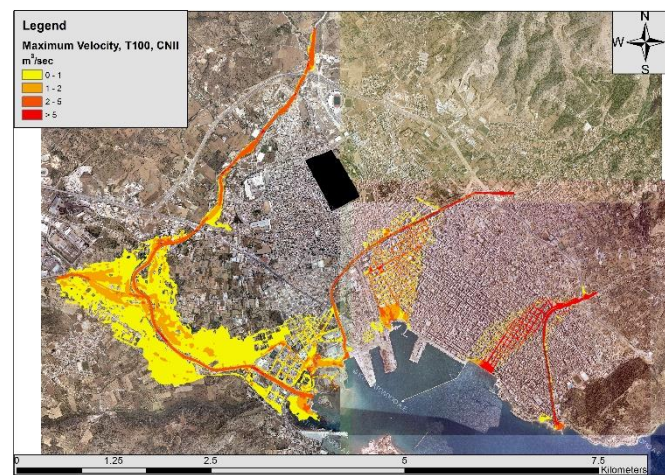 Legend
Maximum Velocity, T100, CNII
m³/sec
0 - 1
1 - 2
2 - 5
> 5
N
W
E
S
0
1.25
2.5
5
7.5
Kilometers